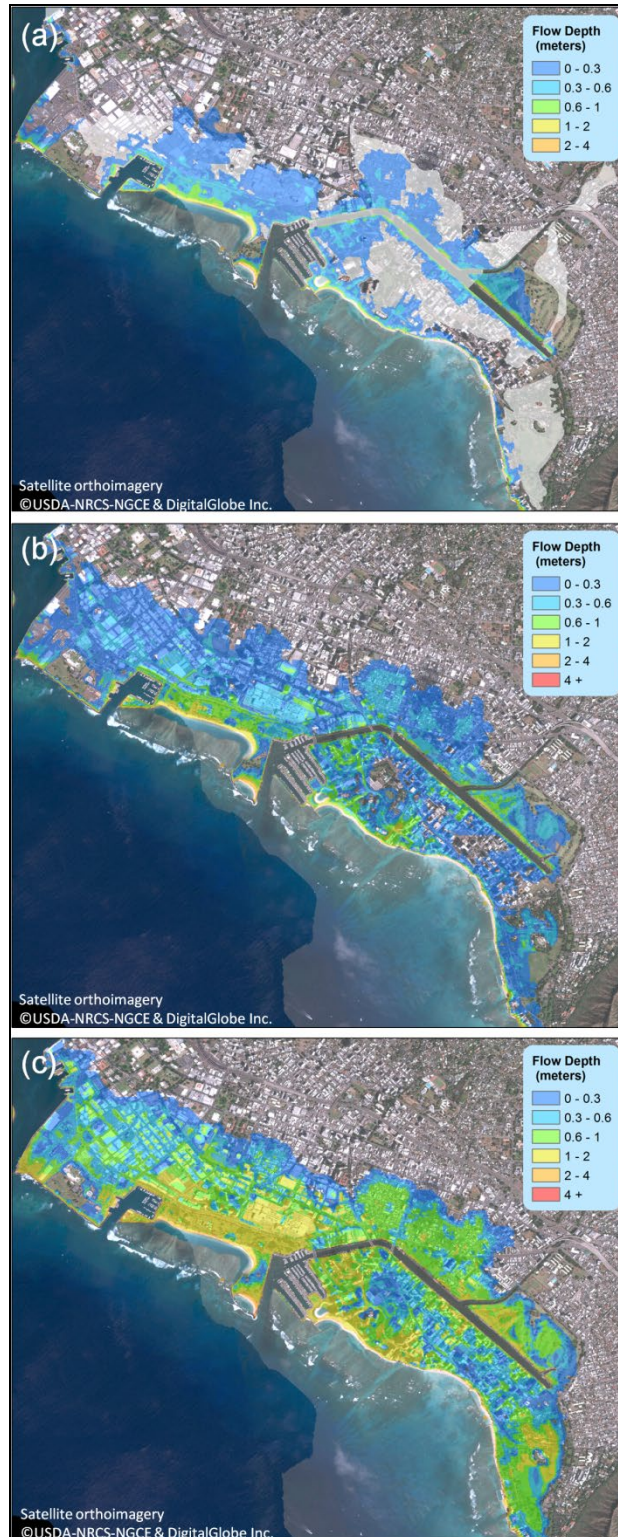 (a)
Flow Depth
(meters)
0 - 0.3
0.3 - 0.6
0.6 - 1
1 - 2
2 - 4
Satellite orthoimagery
©USDA-NRCS-NGCE & DigitalGlobe Inc.
(b)
Flow Depth
(meters)
0 - 0.3
0.3 - 0.6
0.6 - 1
1 - 2
2 - 4
4 +
Satellite orthoimagery
©USDA-NRCS-NGCE & DigitalGlobe Inc.
(c)
Flow Depth
(meters)
0 - 0.3
0.3 - 0.6
0.6 - 1
1 - 2
2 - 4
4 +
Satellite orthoimagery
©USDA-NRCS-NGCE & DigitalGlobe Inc.